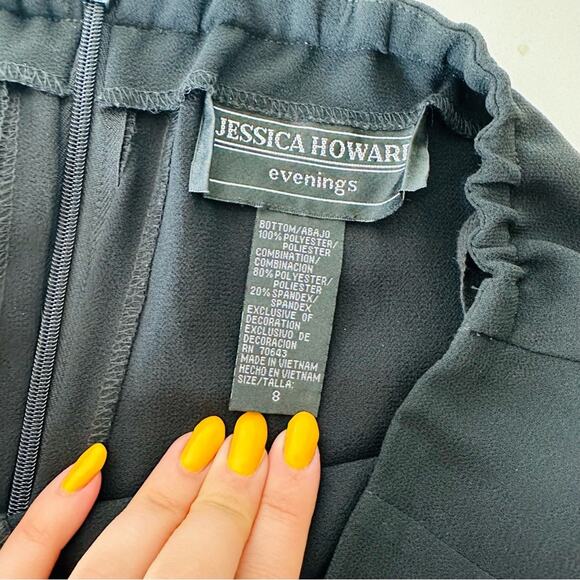 JESSICA HOWARD
evenings
BOTTOM/ABAJO
100% POLYESTER/
POLIESTER
COMBINATION/
COMBINACION
80% POLYESTER/
POLIESTER
20% SPANDEX/
SPANDEX
EXCLUSIVE OF
DECORATION
EXCLUSIVO DE
DECORACION
RN 70643
MADE IN VIETNAM
HECHO EN VIETNAM
SIZE/TALLA:
8